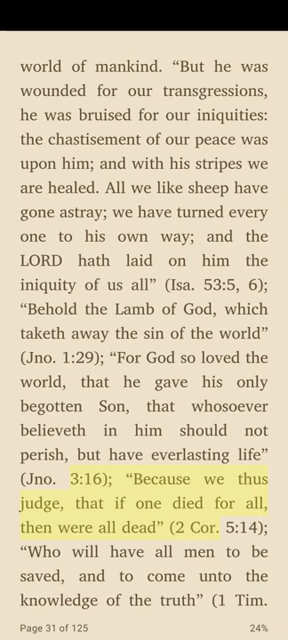 world of mankind. “But he was
wounded for our transgressions,
he was bruised for our iniquities:
the chastisement of our peace was
upon him; and with his stripes we
are healed. All we like sheep have
gone astray; we have turned every
one to his own way; and the
LORD hath laid on him the
iniquity of us all” (Isa. 53:5, 6);
“Behold the Lamb of God, which
taketh away the sin of the world”
(Jno. 1:29); “For God so loved the
world, that he gave his only
begotten Son, that whosoever
believeth in him should not
perish, but have everlasting life”
(Jno. 3:16); “Because we thus
judge, that if one died for all,
then were all dead” (2 Cor. 5:14);
“Who will have all men to be
saved, and to come unto the
knowledge of the truth” (1 Tim.
Page 31 of 125 24%